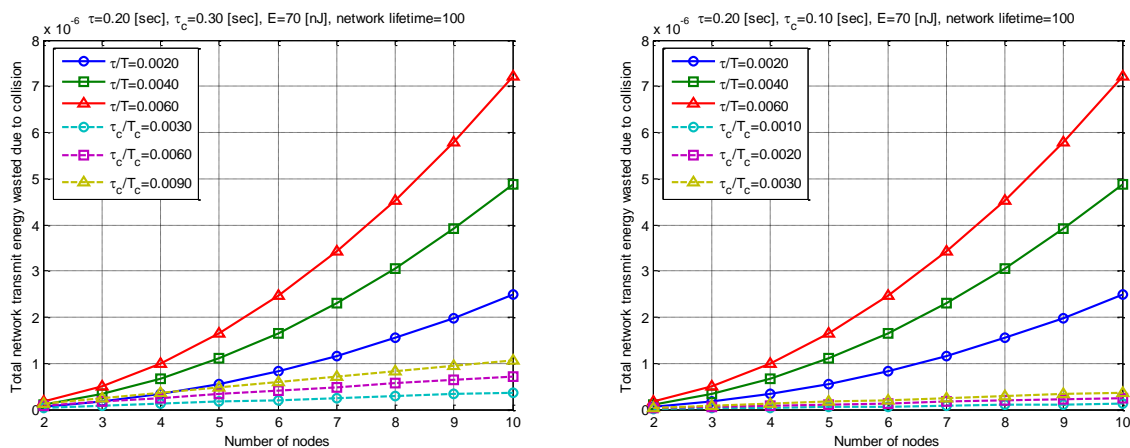 τ=0.20 [sec], τc=0.30 [sec], E=70 [nJ], network lifetime=100
x 10^-6
8
7
6
5
4
3
2
1
0
Total network transmit energy wasted due to collision
τ/T=0.0020
τ/T=0.0040
τ/T=0.0060
τc/Tc=0.0030
τc/Tc=0.0060
τc/Tc=0.0090
2 3 4 5 6 7 8 9 10
Number of nodes
τ=0.20 [sec], τc=0.10 [sec], E=70 [nJ], network lifetime=100
x 10^-6
8
7
6
5
4
3
2
1
0
Total network transmit energy wasted due to collision
τ/T=0.0020
τ/T=0.0040
τ/T=0.0060
τc/Tc=0.0010
τc/Tc=0.0020
τc/Tc=0.0030
2 3 4 5 6 7 8 9 10
Number of nodes